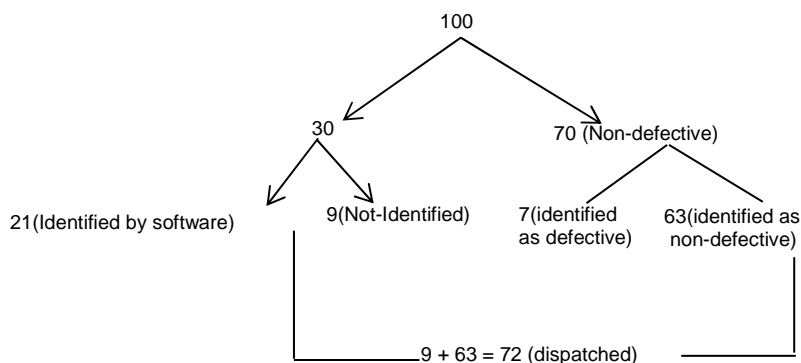 100
30
70 (Non-defective)
21(Identified by software)
9(Not-Identified)
7(identified
as defective)
63(identified as
non-defective)
9 + 63 = 72 (dispatched)